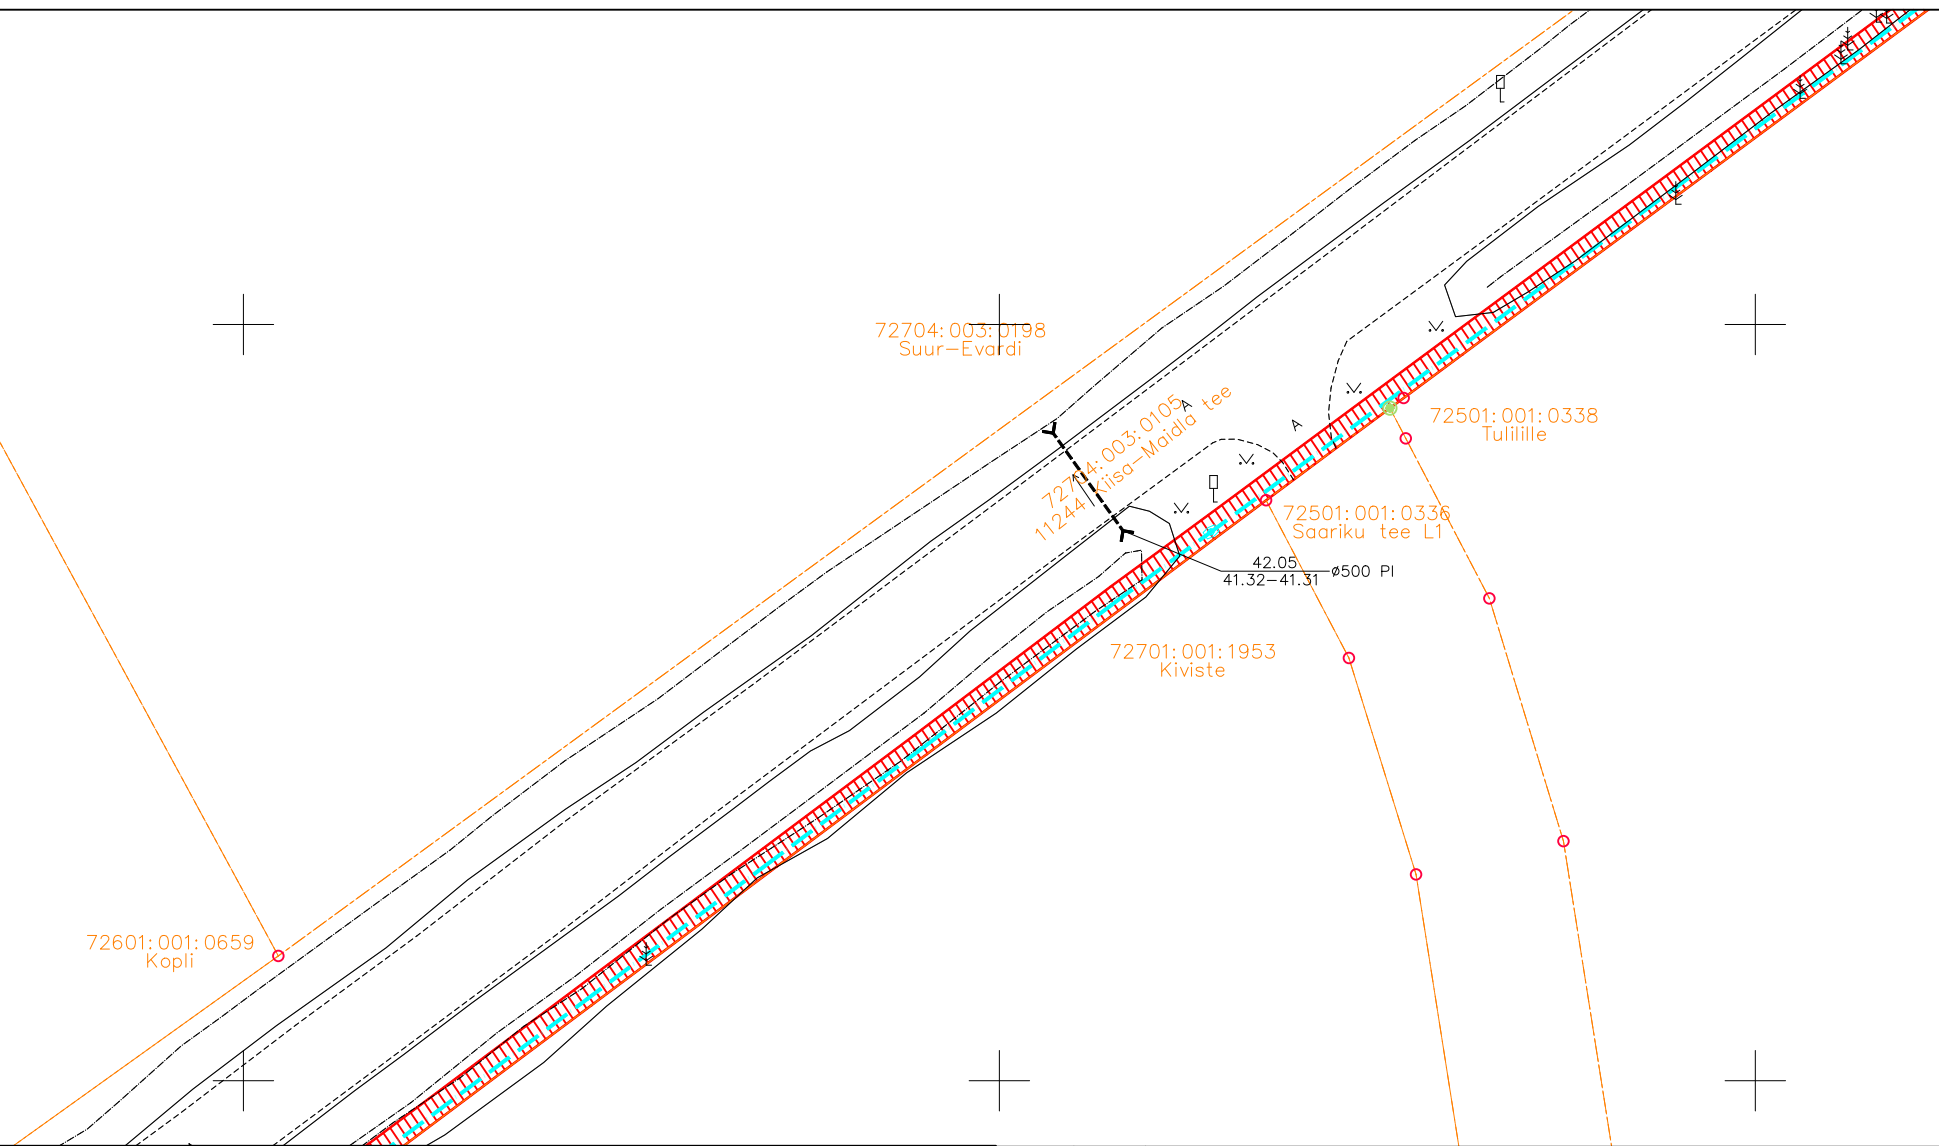 72704:003:0198
Suur-Evardi
72704:003:0105
11244 Kiisa-Maidla tee
A
A
72501:001:0338
Tulilille
72501:001:0336
Saariku tee L1
42.05
41.32-41.31
ø500 PI
72701:001:1953
Kiviste
72601:001:0659
Kopli